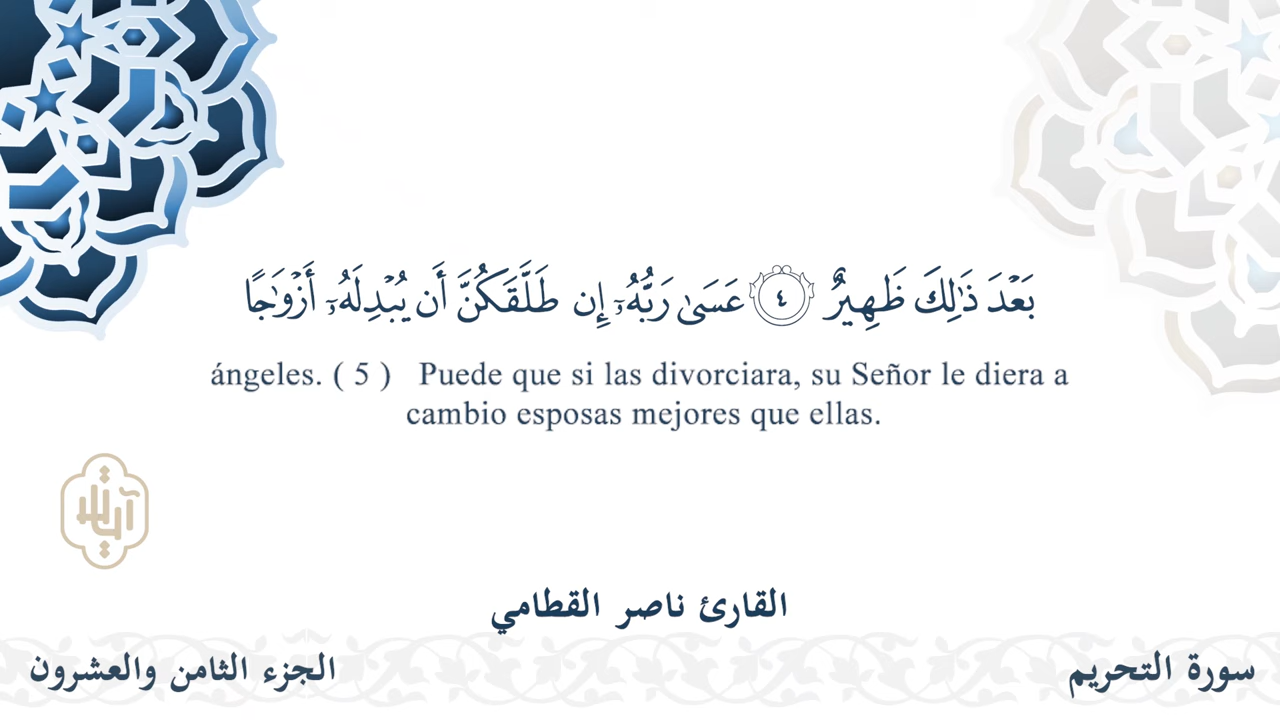 بَعْدَ ذَٰلِكَ ظَهِيرٌ ٤ عَسَىٰ رَبُّهُۥٓ إِن طَلَّقَكُنَّ أَن يُبْدِلَهُۥٓ أَزْوَٰجًا
ángeles. ( 5 ) Puede que si las divorciara, su Señor le diera a
cambio esposas mejores que ellas.
القارئ ناصر القطامي
سورة التحريم
الجزء الثامن والعشرون